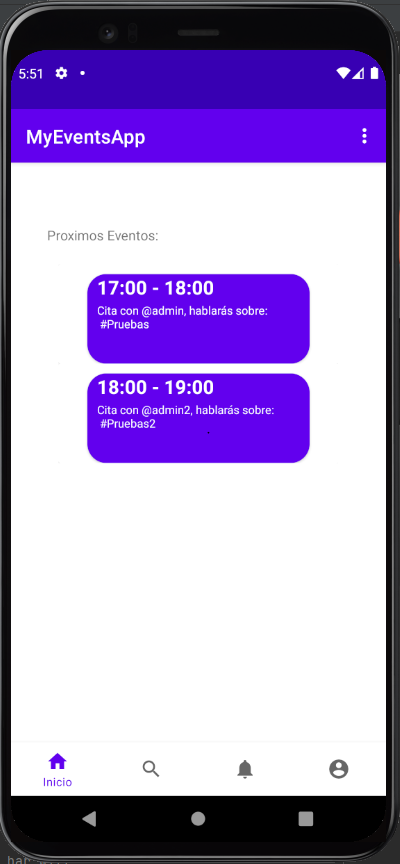 5:51
MyEventsApp
Proximos Eventos:
17:00 - 18:00
Cita con @admin, hablarás sobre:
#Pruebas
18:00 - 19:00
Cita con @admin2, hablarás sobre:
#Pruebas2
Inicio